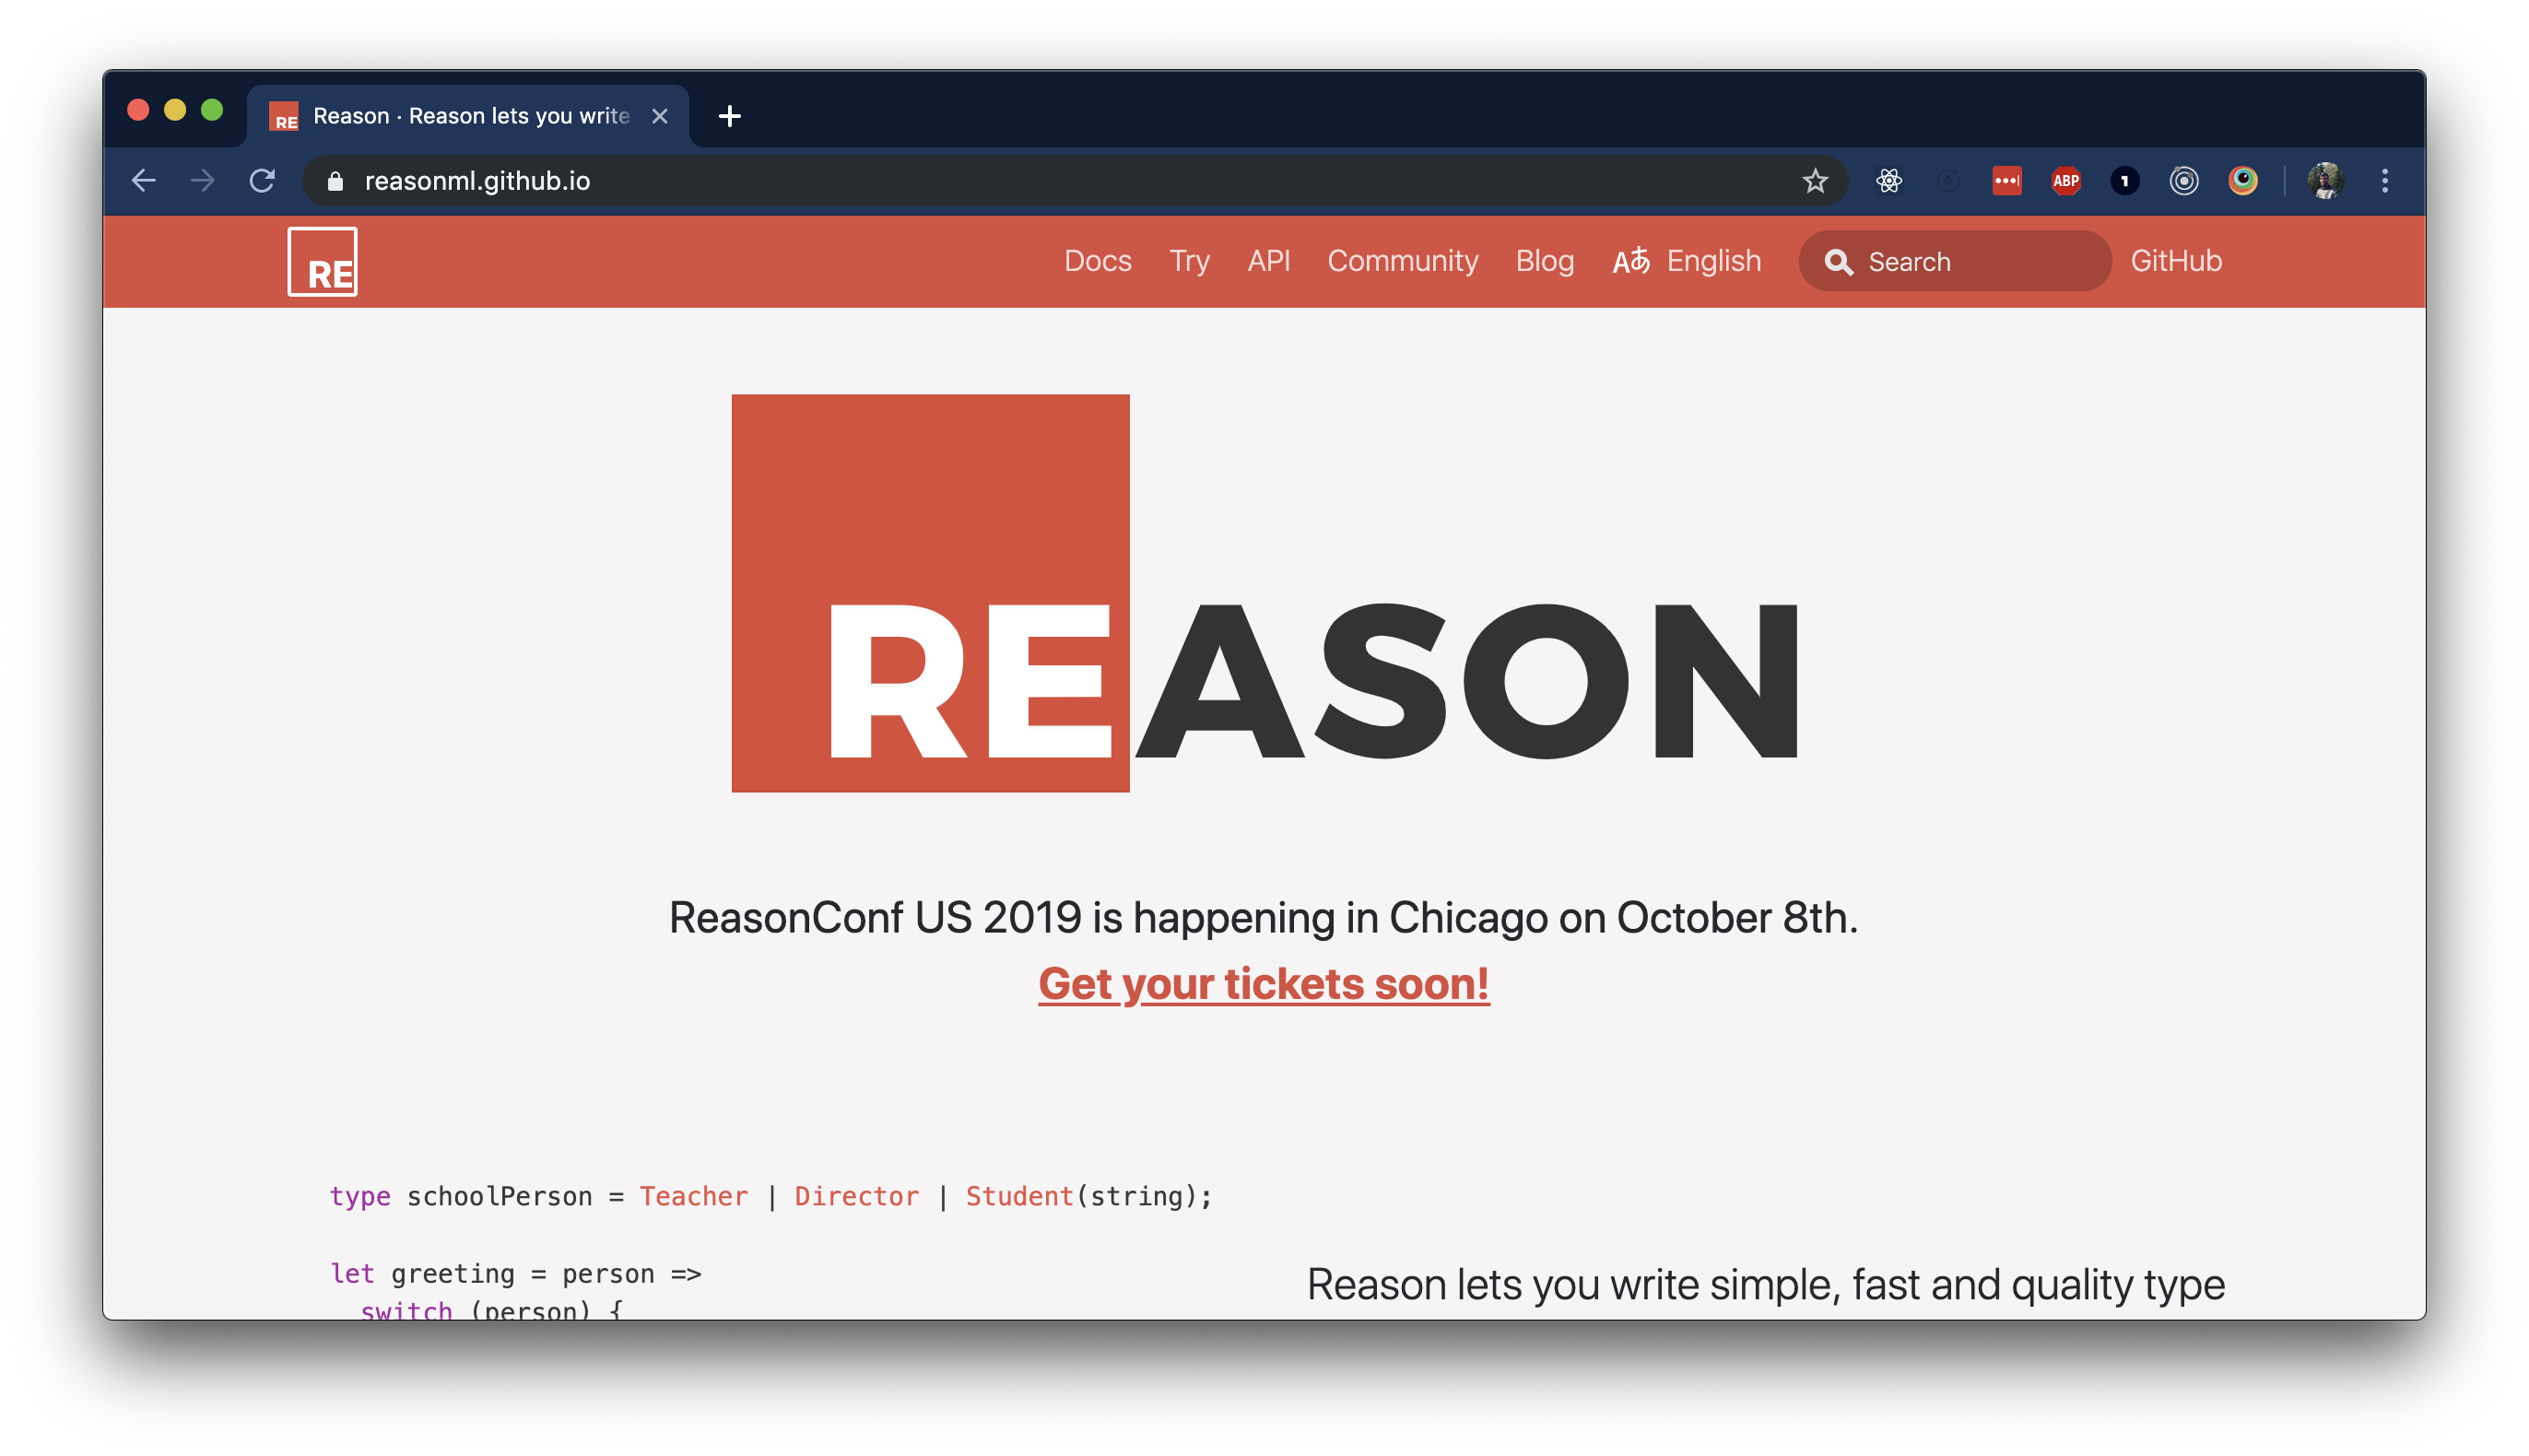 RE Reason · Reason lets you write
reasonml.github.io
ABP
1
RE
Docs Try API Community Blog Aあ English Search GitHub
REASON
ReasonConf US 2019 is happening in Chicago on October 8th.
Get your tickets soon!
type schoolPerson = Teacher | Director | Student(string);
let greeting = person =>
switch (person) {
Reason lets you write simple, fast and quality type